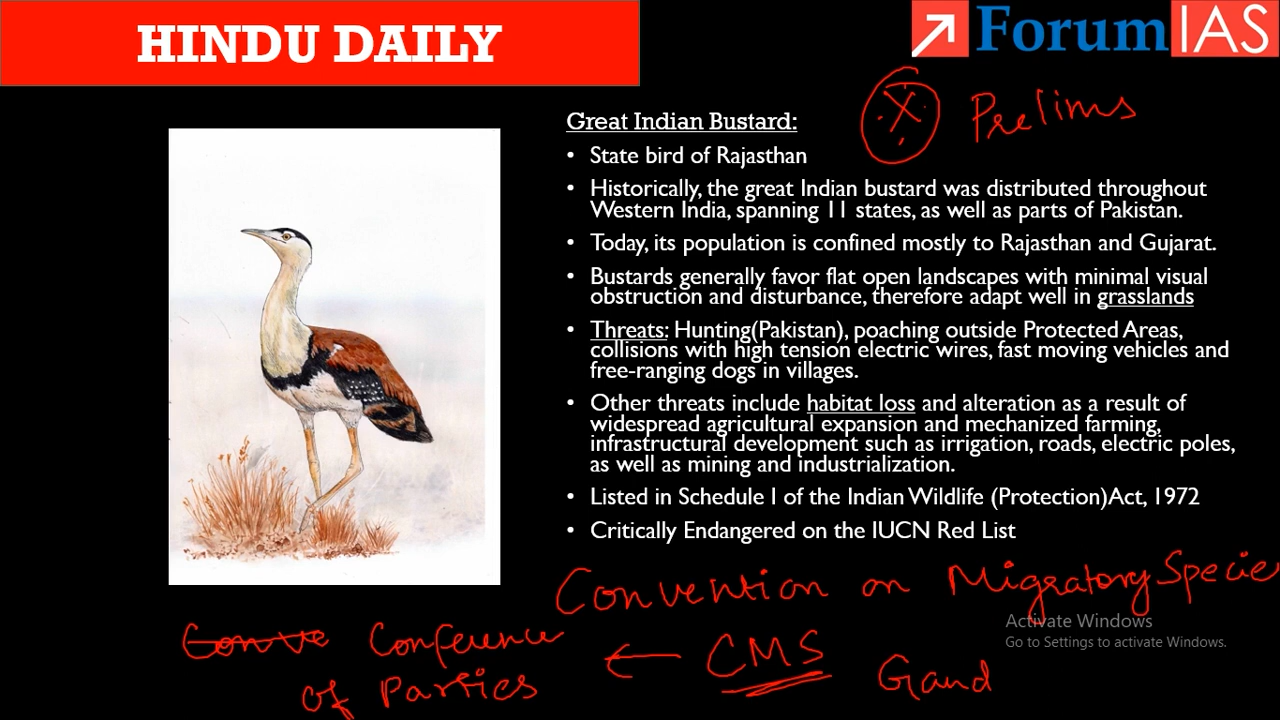 HINDU DAILY
ForumIAS
Prelims
Great Indian Bustard:
• State bird of Rajasthan
• Historically, the great Indian bustard was distributed throughout
Western India, spanning 11 states, as well as parts of Pakistan.
• Today, its population is confined mostly to Rajasthan and Gujarat.
• Bustards generally favor flat open landscapes with minimal visual
obstruction and disturbance, therefore adapt well in grasslands
• Threats: Hunting(Pakistan), poaching outside Protected Areas,
collisions with high tension electric wires, fast moving vehicles and
free-ranging dogs in villages.
• Other threats include habitat loss and alteration as a result of
widespread agricultural expansion and mechanized farming,
infrastructural development such as irrigation, roads, electric poles,
as well as mining and industrialization.
• Listed in Schedule I of the Indian Wildlife (Protection)Act, 1972
• Critically Endangered on the IUCN Red List
Convention on Migratory Specie
Activate Windows
Go to Settings to activate Windows.
Conve Conference ← CMS Gand
of Parties